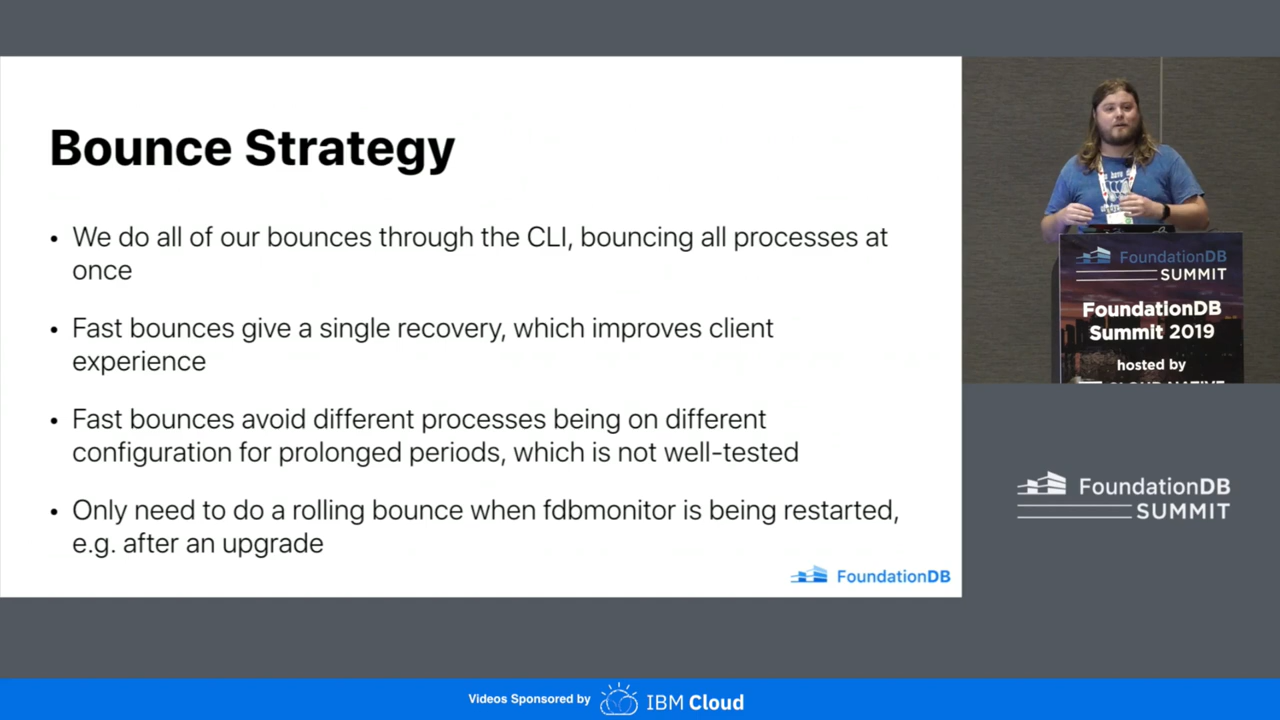 Bounce Strategy
• We do all of our bounces through the CLI, bouncing all processes at
once
• Fast bounces give a single recovery, which improves client
experience
• Fast bounces avoid different processes being on different
configuration for prolonged periods, which is not well-tested
• Only need to do a rolling bounce when fdbmonitor is being restarted,
e.g. after an upgrade
FoundationDB
FoundationDB
SUMMIT
FoundationDB
Summit 2019
hosted by
CLOUD NATIVE
FoundationDB
SUMMIT
Videos Sponsored by
IBM Cloud